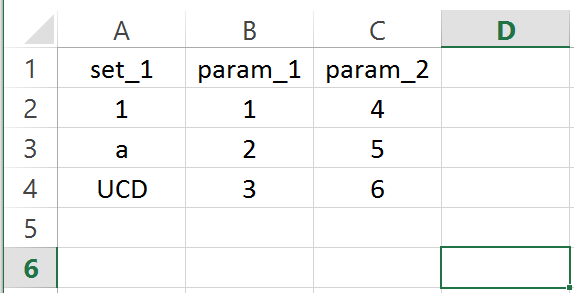 A B C D
1 set_1 param_1 param_2
2 1 1 4
3 a 2 5
4 UCD 3 6
5
6